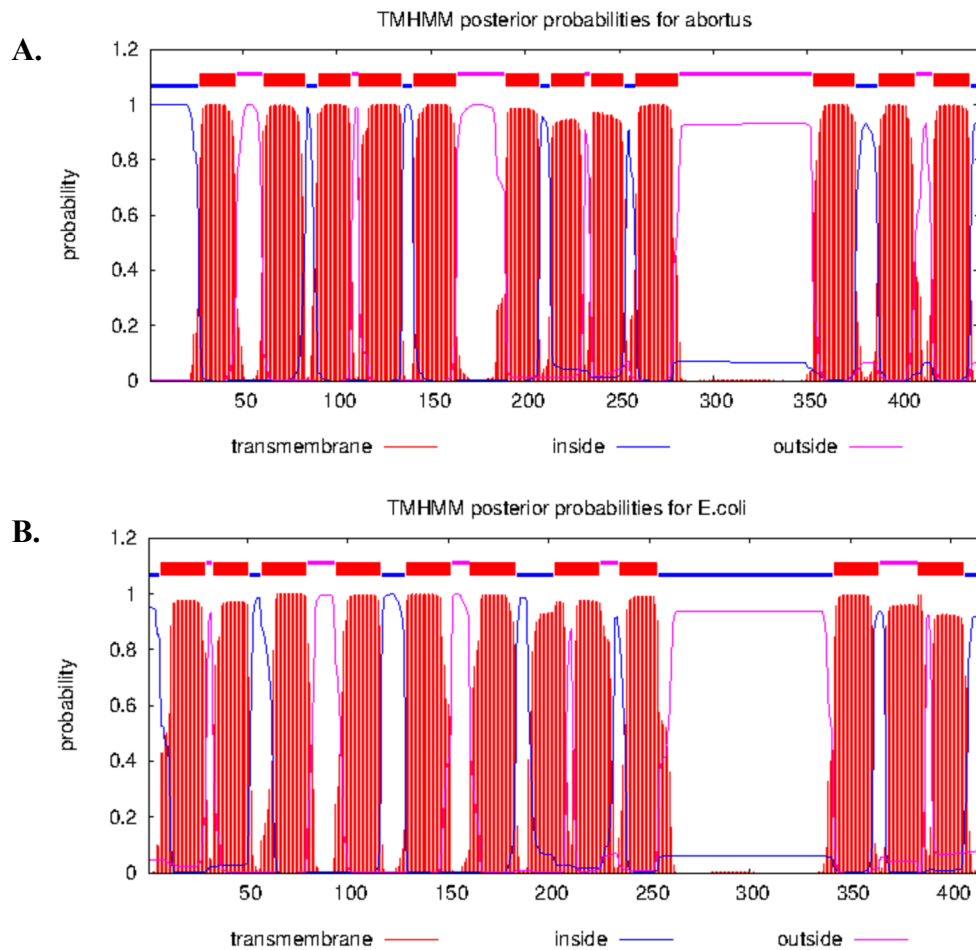 A.
TMHMM posterior probabilities for abortus
1.2
1
0.8
0.6
0.4
0.2
0
probability
50 100 150 200 250 300 350 400
transmembrane inside outside
B.
TMHMM posterior probabilities for E.coli
1.2
1
0.8
0.6
0.4
0.2
0
probability
50 100 150 200 250 300 350 400
transmembrane inside outside